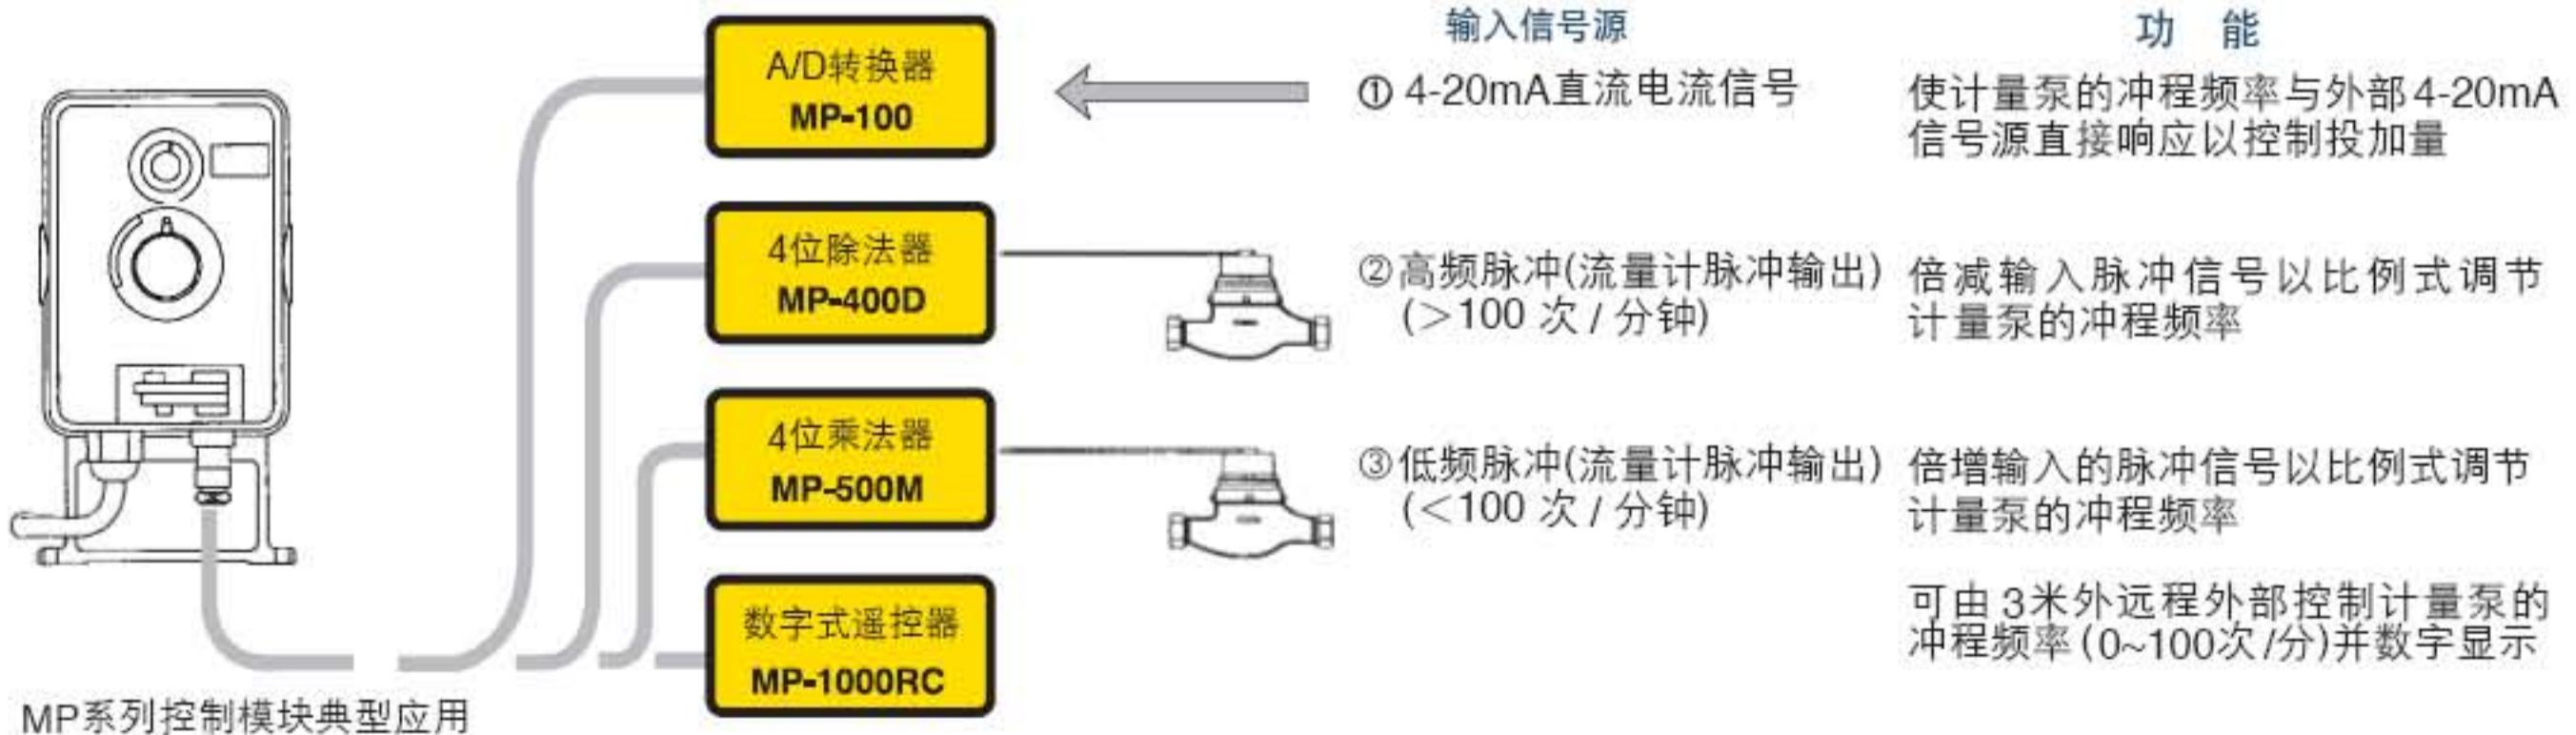 输入信号源
功 能
A/D转换器
MP-100
① 4-20mA直流电流信号
使计量泵的冲程频率与外部4-20mA
信号源直接响应以控制投加量
4位除法器
MP-400D
②高频脉冲(流量计脉冲输出)
(>100 次 / 分钟)
倍减输入脉冲信号以比例式调节
计量泵的冲程频率
4位乘法器
MP-500M
③低频脉冲(流量计脉冲输出)
(<100 次 / 分钟)
倍增输入的脉冲信号以比例式调节
计量泵的冲程频率
数字式遥控器
MP-1000RC
可由 3米外远程外部控制计量泵的
冲程频率(0~100次/分)并数字显示
MP系列控制模块典型应用